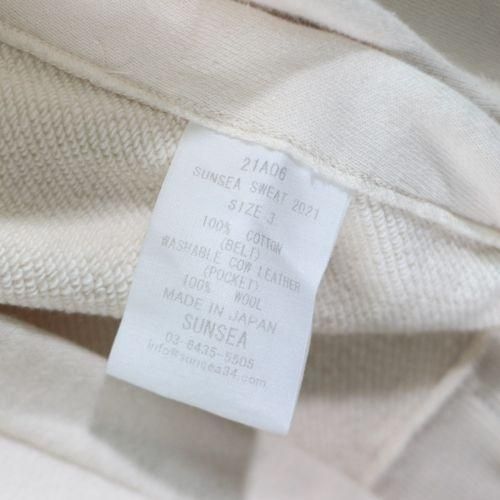 21A06
SUNSEA SWEAT 2021
SIZE 3
100% COTTON
(BELT)
WASHABLE COW LEATHER
(POCKET)
100% WOOL
MADE IN JAPAN
SUNSEA
03-6435-5505
info@sunsea34.com